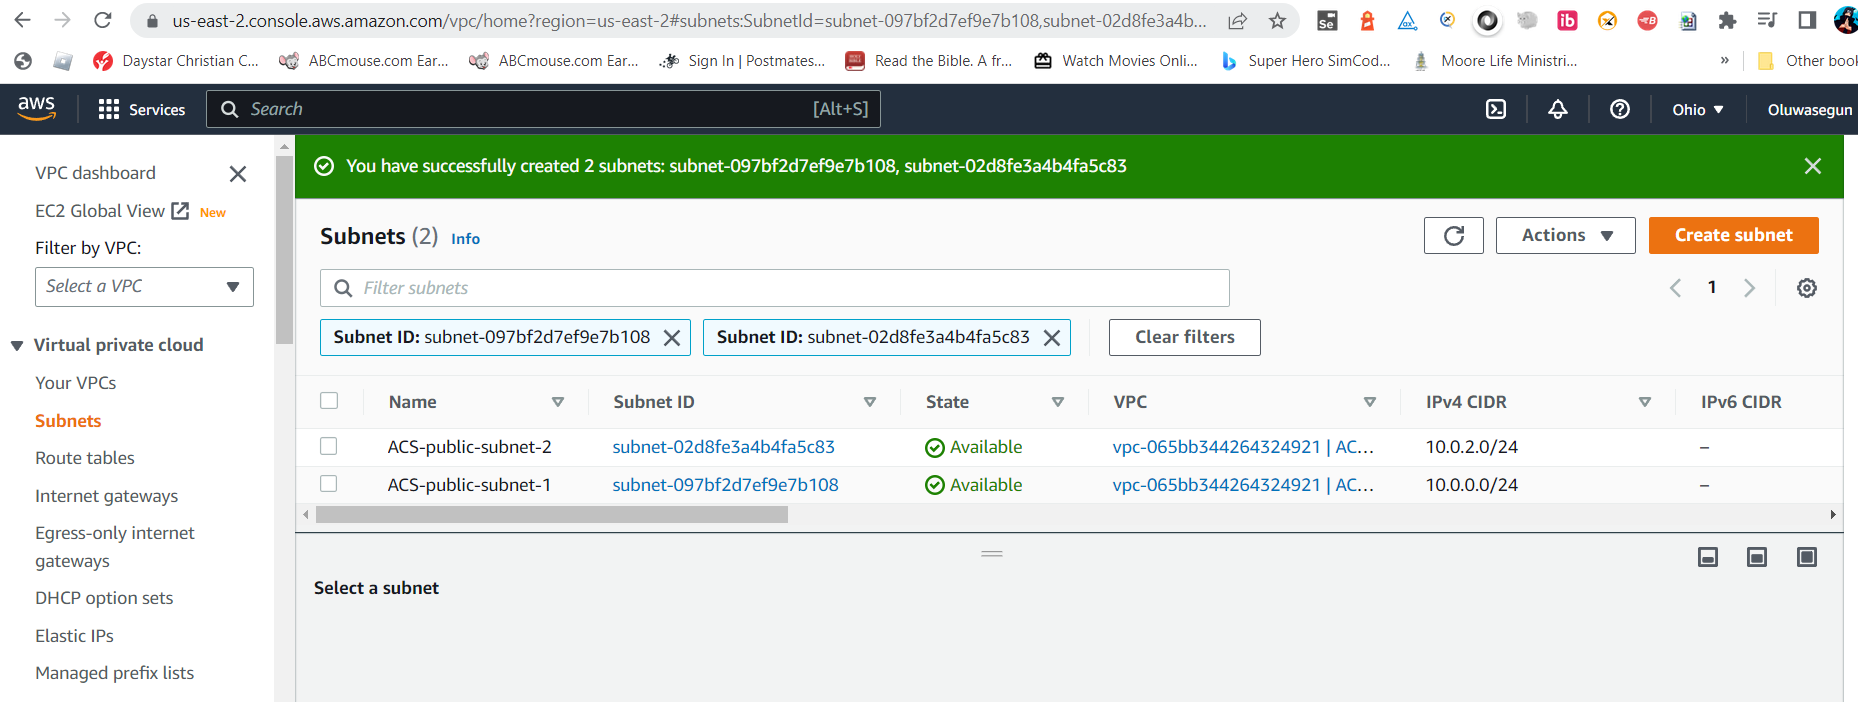 us-east-2.console.aws.amazon.com/vpc/home?region=us-east-2#subnets:SubnetId=subnet-097bf2d7ef9e7b108,subnet-02d8fe3a4b...
Daystar Christian C... ABCmouse.com Ear... ABCmouse.com Ear... Sign In | Postmates... Read the Bible. A fr... Watch Movies Onli... Super Hero SimCod... Moore Life Ministri... » Other book
aws Services Search [Alt+S] Ohio Oluwasegun
VPC dashboard
EC2 Global View New
Filter by VPC:
Select a VPC
Virtual private cloud
Your VPCs
Subnets
Route tables
Internet gateways
Egress-only internet
gateways
DHCP option sets
Elastic IPs
Managed prefix lists
You have successfully created 2 subnets: subnet-097bf2d7ef9e7b108, subnet-02d8fe3a4b4fa5c83
Subnets (2) Info Actions Create subnet
Filter subnets 1
Subnet ID: subnet-097bf2d7ef9e7b108 Subnet ID: subnet-02d8fe3a4b4fa5c83 Clear filters
Name Subnet ID State VPC IPv4 CIDR IPv6 CIDR
ACS-public-subnet-2 subnet-02d8fe3a4b4fa5c83 Available vpc-065bb344264324921 | AC... 10.0.2.0/24 –
ACS-public-subnet-1 subnet-097bf2d7ef9e7b108 Available vpc-065bb344264324921 | AC... 10.0.0.0/24 –
Select a subnet